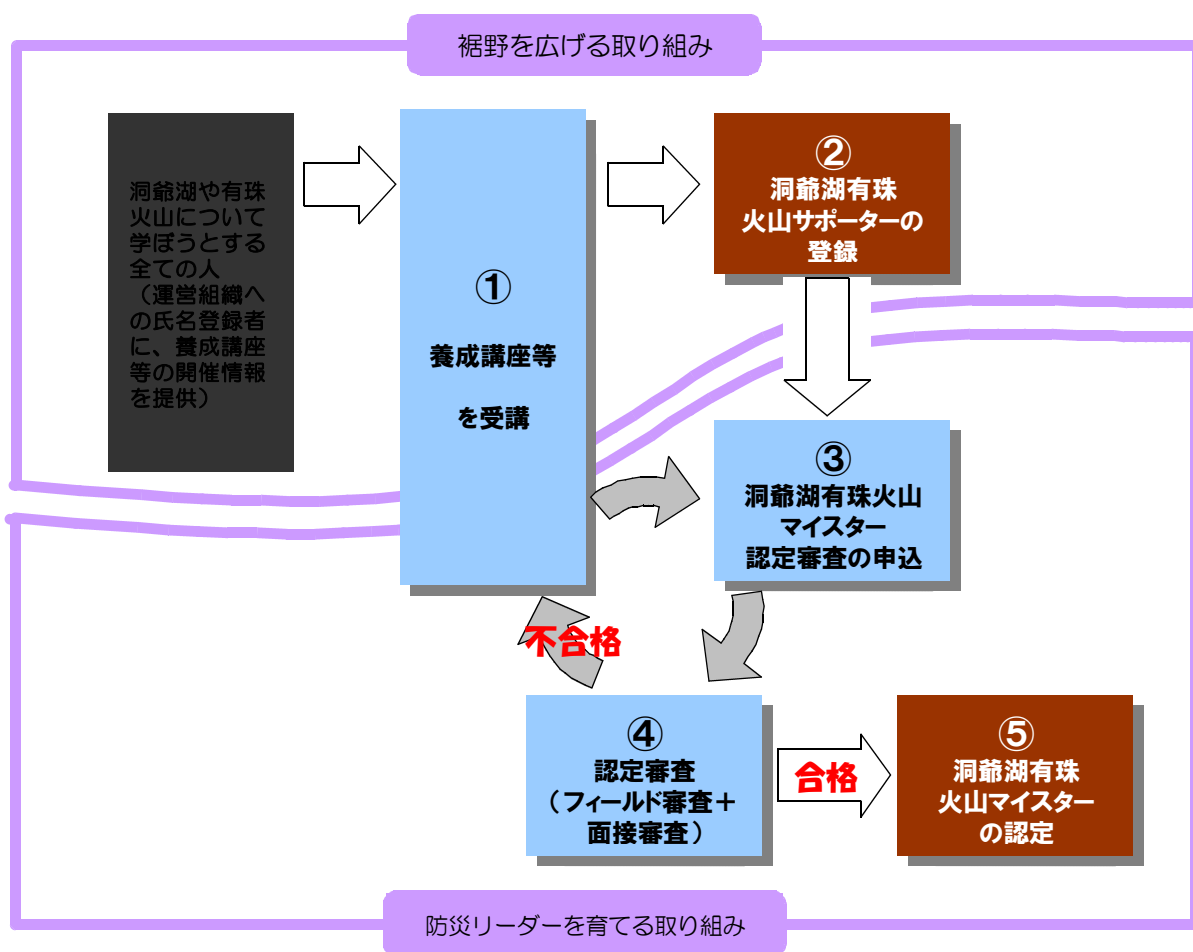 裾野を広げる取り組み
洞爺湖や有珠
火山について
学ぼうとする
全ての人
（運営組織へ
の氏名登録者
に、養成講座
等の開催情報
を提供）
①
養成講座等
を受講
②
洞爺湖有珠
火山サポーターの
登録
③
洞爺湖有珠火山
マイスター
認定審査の申込
不合格
④
認定審査
（フィールド審査＋
面接審査）
合格
⑤
洞爺湖有珠
火山マイスター
の認定
防災リーダーを育てる取り組み